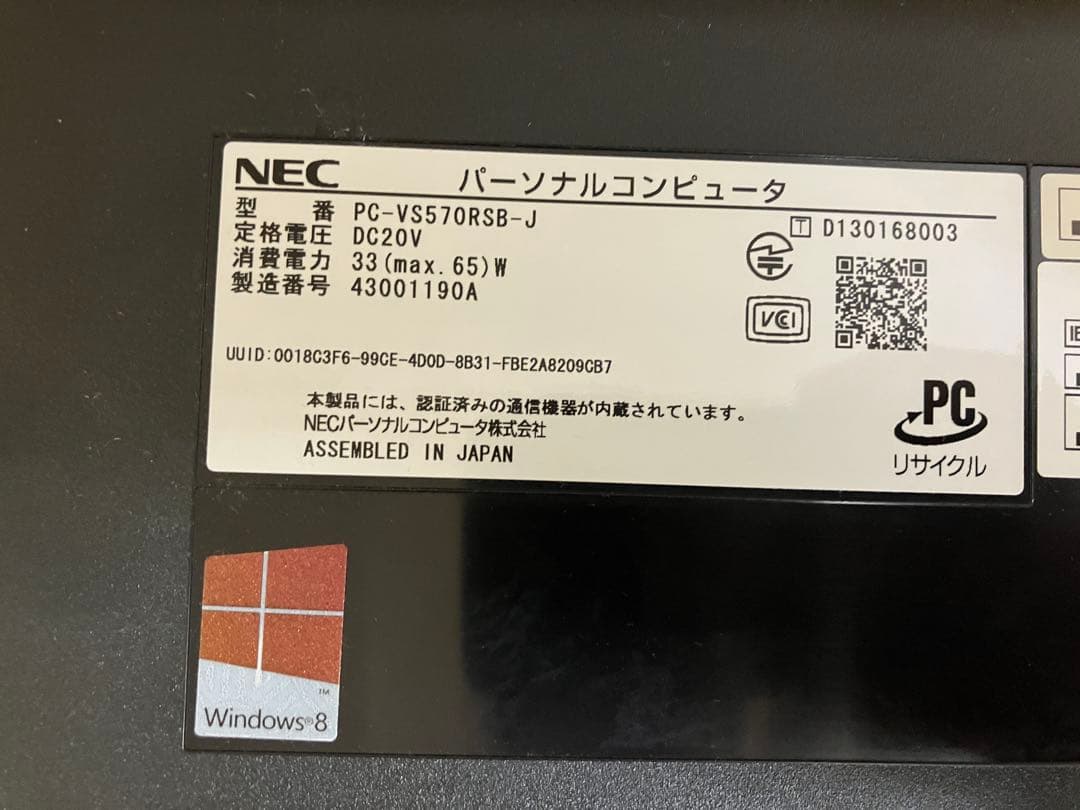 NEC パーソナルコンピュータ
型 番 PC-VS570RSB-J
定格電圧 DC20V
消費電力 33(max.65)W
製造番号 43001190A
T D130168003
VCCI
UUID:0018C3F6-99CE-4D0D-8B31-FBE2A8209CB7
本製品には、認証済みの通信機器が内蔵されています。
NECパーソナルコンピュータ株式会社
ASSEMBLED IN JAPAN
PC
リサイクル
Windows®8
TM